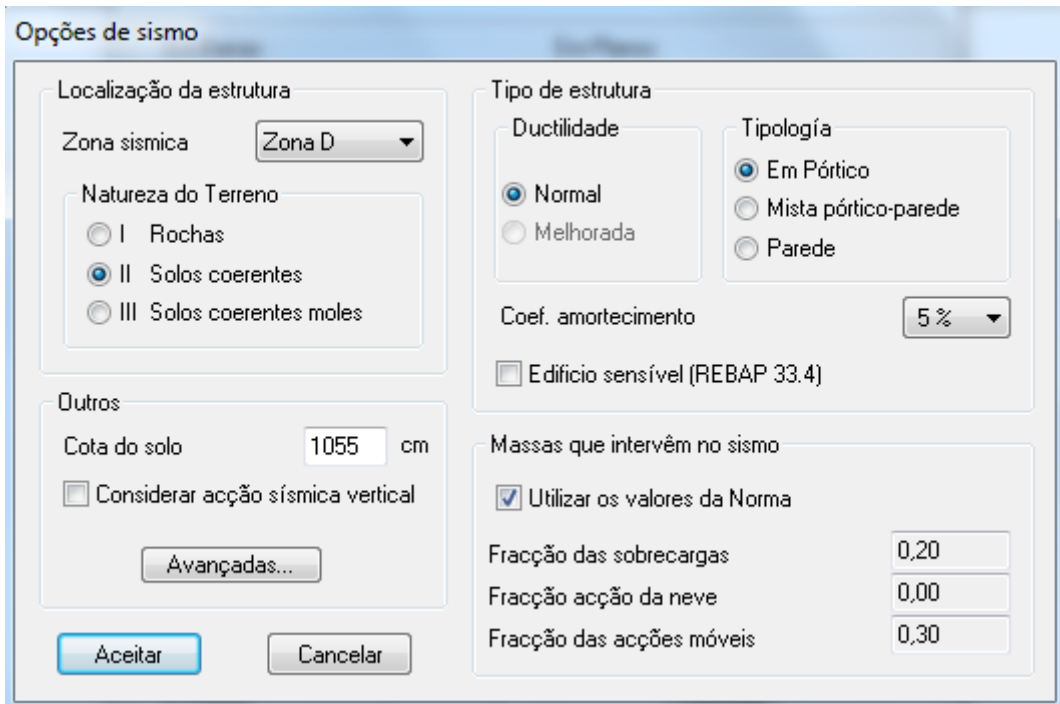 Opções de sismo
Localização da estrutura
Zona sismica
Zona D
Natureza do Terreno
I Rochas
II Solos coerentes
III Solos coerentes moles
Outros
Cota do solo
1055 cm
Considerar acção sísmica vertical
Avançadas...
Aceitar
Cancelar
Tipo de estrutura
Ductilidade
Normal
Melhorada
Tipología
Em Pórtico
Mista pórtico-parede
Parede
Coef. amortecimento
5 %
Edificio sensível (REBAP 33.4)
Massas que intervêm no sismo
Utilizar os valores da Norma
Fracção das sobrecargas
0,20
Fracção acção da neve
0,00
Fracção das acções móveis
0,30